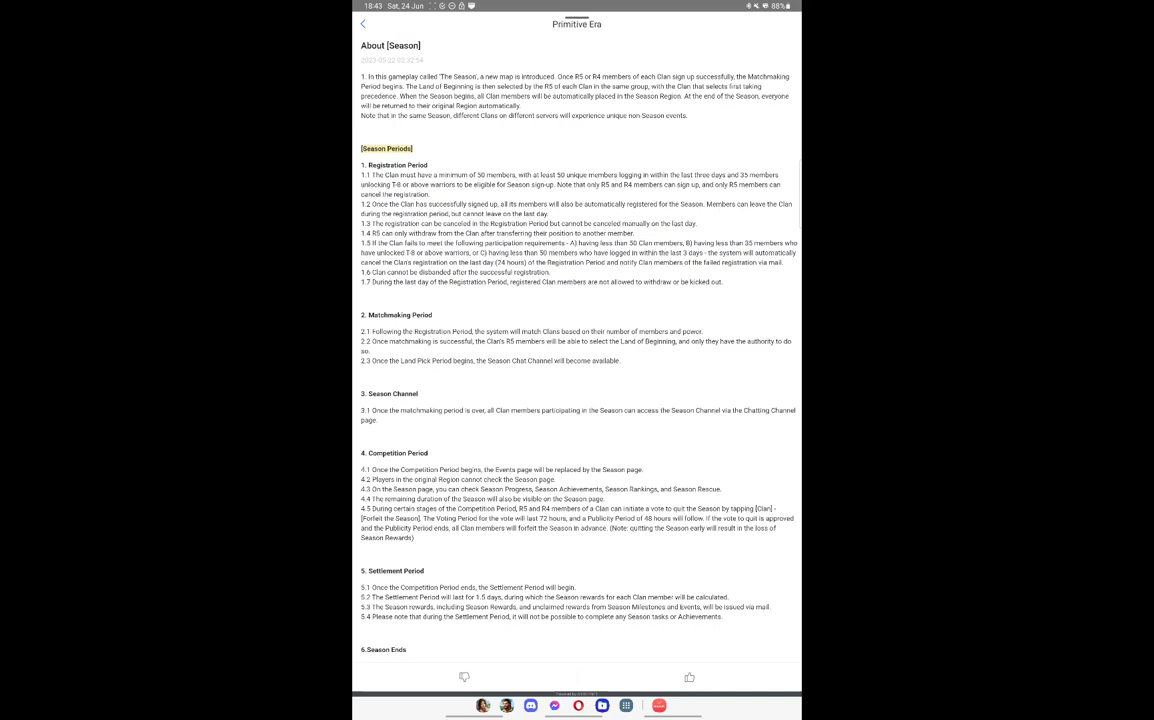 18:43 Sat, 24 Jun
88%
Primitive Era
About [Season]
2023-05-22 02:32:54
1. In this gameplay called 'The Season', a new map is introduced. Once R5 or R4 members of each Clan sign up successfully, the Matchmaking
Period begins. The Land of Beginning is then selected by the R5 of each Clan in the same group, with the Clan that selects first taking
precedence. When the Season begins, all Clan members will be automatically placed in the Season Region. At the end of the Season, everyone
will be returned to their original Region automatically.
Note that in the same Season, different Clans on different servers will experience unique non-Season events.
[Season Periods]
1. Registration Period
1.1 The Clan must have a minimum of 50 members, with at least 50 unique members logging in within the last three days and 35 members
unlocking T-8 or above warriors to be eligible for Season sign-up. Note that only R5 and R4 members can sign up, and only R5 members can
cancel the registration.
1.2 Once the Clan has successfully signed up, all its members will also be automatically registered for the Season. Members can leave the Clan
during the registration period, but cannot leave on the last day.
1.3 The registration can be canceled in the Registration Period but cannot be canceled manually on the last day.
1.4 R5 can only withdraw from the Clan after transferring their position to another member.
1.5 If the Clan fails to meet the following participation requirements - A) having less than 50 Clan members, B) having less than 35 members who
have unlocked T-8 or above warriors, or C) having less than 50 members who have logged in within the last 3 days - the system will automatically
cancel the Clan's registration on the last day (24 hours) of the Registration Period and notify Clan members of the failed registration via mail.
1.6 Clan cannot be disbanded after the successful registration.
1.7 During the last day of the Registration Period, registered Clan members are not allowed to withdraw or be kicked out.
2. Matchmaking Period
2.1 Following the Registration Period, the system will match Clans based on their number of members and power.
2.2 Once matchmaking is successful, the Clan's R5 members will be able to select the Land of Beginning, and only they have the authority to do
so.
2.3 Once the Land Pick Period begins, the Season Chat Channel will become available.
3. Season Channel
3.1 Once the matchmaking period is over, all Clan members participating in the Season can access the Season Channel via the Chatting Channel
page.
4. Competition Period
4.1 Once the Competition Period begins, the Events page will be replaced by the Season page.
4.2 Players in the original Region cannot check the Season page.
4.3 On the Season page, you can check Season Progress, Season Achievements, Season Rankings, and Season Rescue.
4.4 The remaining duration of the Season will also be visible on the Season page.
4.5 During certain stages of the Competition Period, R5 and R4 members of a Clan can initiate a vote to quit the Season by tapping [Clan] -
[Forfeit the Season]. The Voting Period for the vote will last 72 hours, and a Publicity Period of 48 hours will follow. If the vote to quit is approved
and the Publicity Period ends, all Clan members will forfeit the Season in advance. (Note: quitting the Season early will result in the loss of
Season Rewards)
5. Settlement Period
5.1 Once the Competition Period ends, the Settlement Period will begin.
5.2 The Settlement Period will last for 1.5 days, during which the Season rewards for each Clan member will be calculated.
5.3 The Season rewards, including Season Rewards, and unclaimed rewards from Season Milestones and Events, will be issued via mail.
5.4 Please note that during the Settlement Period, it will not be possible to complete any Season tasks or Achievements.
6.Season Ends